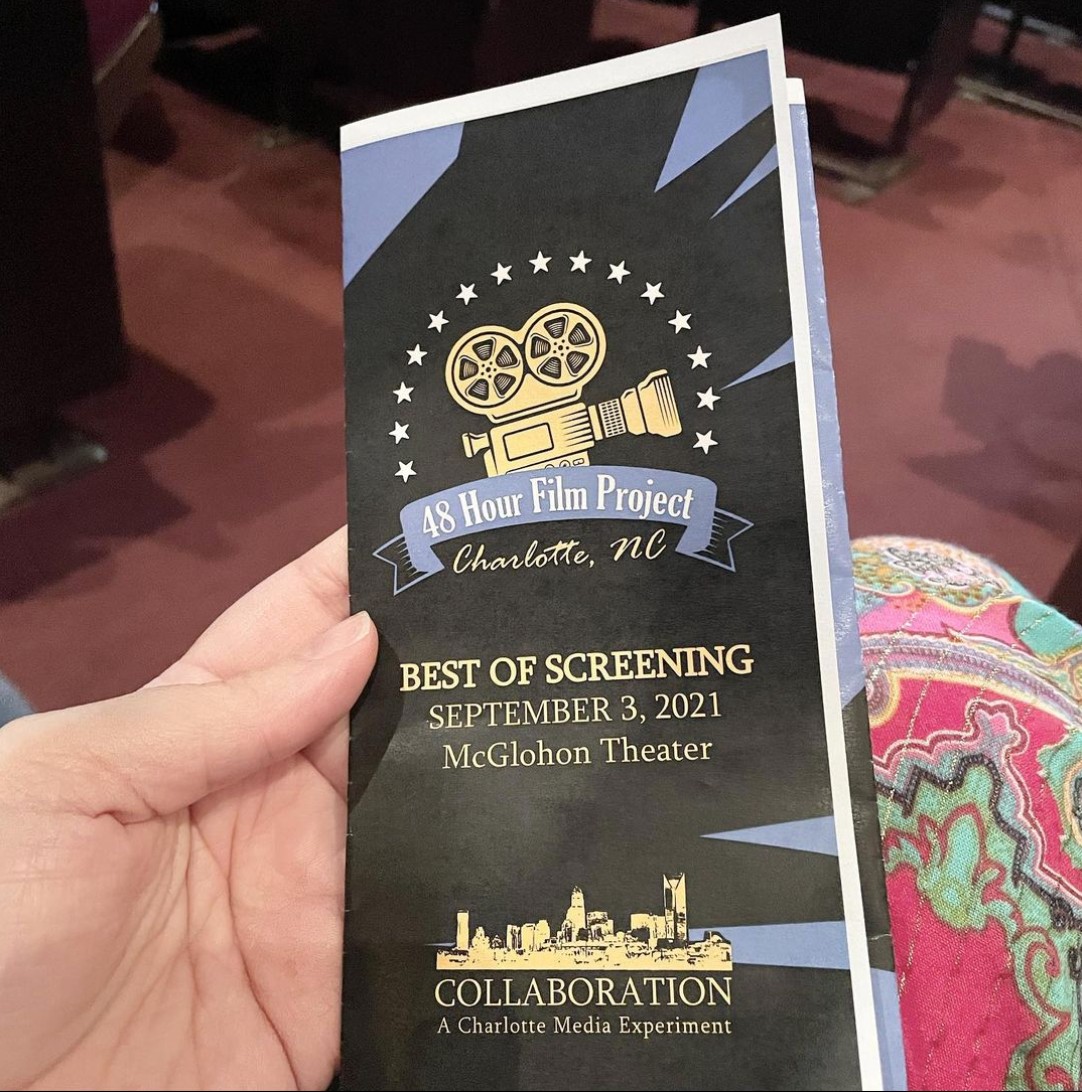 48 Hour Film Project
Charlotte, NC
BEST OF SCREENING
SEPTEMBER 3, 2021
McGlohon Theater
COLLABORATION
A Charlotte Media Experiment